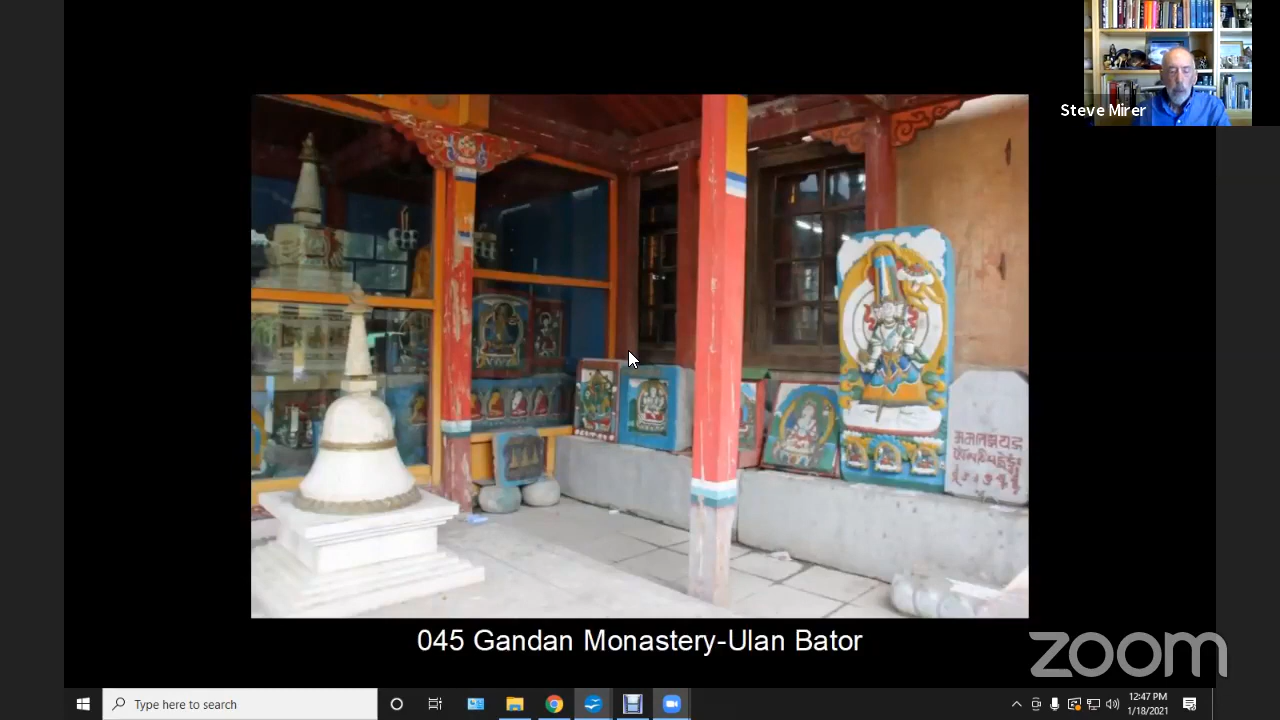 Steve Mirer
045 Gandan Monastery-Ulan Bator
zoom
Type here to search
12:47 PM
1/18/2021